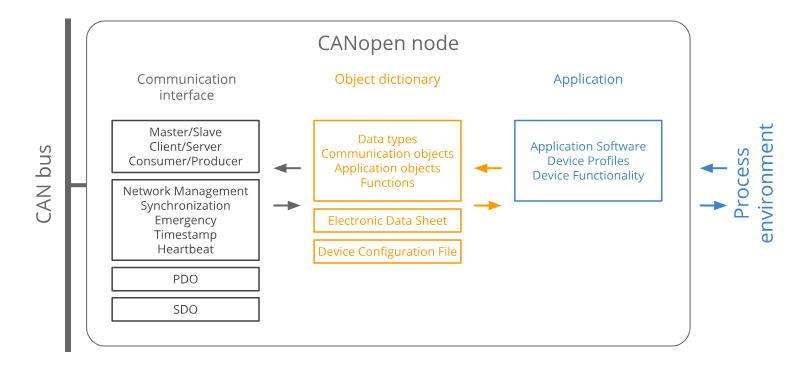 CANopen node
CAN bus
Communication
interface
Master/Slave
Client/Server
Consumer/Producer
Network Management
Synchronization
Emergency
Timestamp
Heartbeat
PDO
SDO
Object dictionary
Data types
Communication objects
Application objects
Functions
Electronic Data Sheet
Device Configuration File
Application
Application Software
Device Profiles
Device Functionality
Process
environment